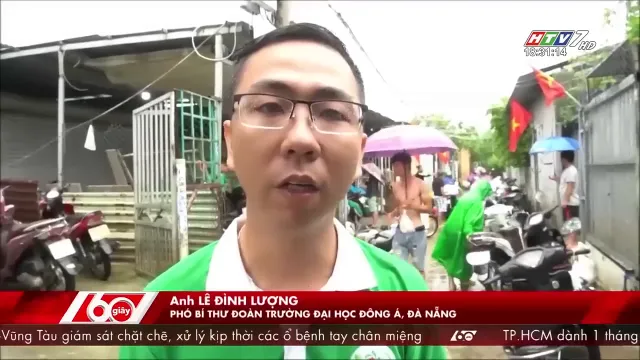 HTV7 HD
18:31:14
Anh LÊ ĐÌNH LƯỢNG
PHÓ BÍ THƯ ĐOÀN TRƯỜNG ĐẠI HỌC ĐÔNG Á, ĐÀ NẴNG
60 giây
Vũng Tàu giám sát chặt chẽ, xử lý kịp thời các ổ bệnh tay chân miệng
60 giây
TP.HCM dành 1 tháng